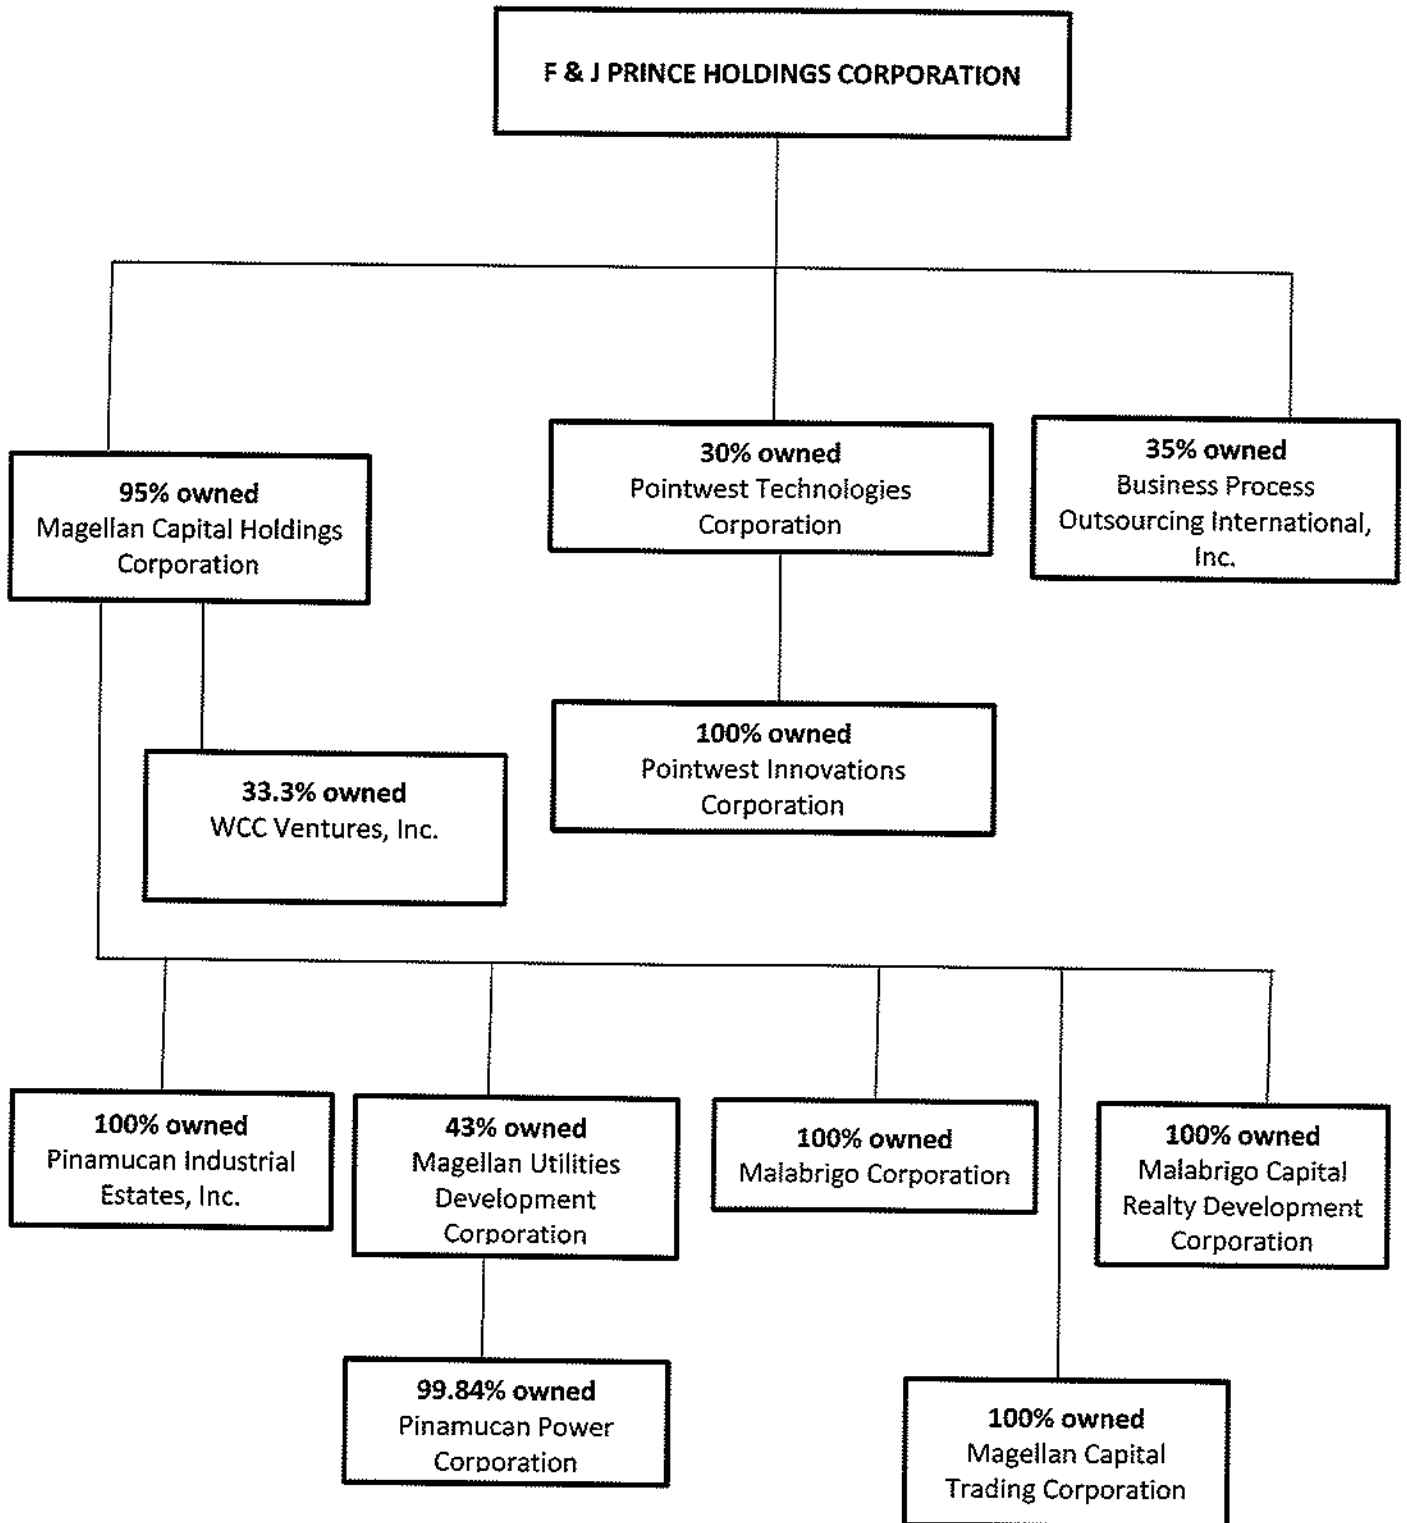 F & J PRINCE HOLDINGS CORPORATION
95% owned
Magellan Capital Holdings
Corporation
30% owned
Pointwest Technologies
Corporation
35% owned
Business Process
Outsourcing International,
Inc.
33.3% owned
WCC Ventures, Inc.
100% owned
Pointwest Innovations
Corporation
100% owned
Pinamucan Industrial
Estates, Inc.
43% owned
Magellan Utilities
Development
Corporation
100% owned
Malabrigo Corporation
100% owned
Malabrigo Capital
Realty Development
Corporation
99.84% owned
Pinamucan Power
Corporation
100% owned
Magellan Capital
Trading Corporation